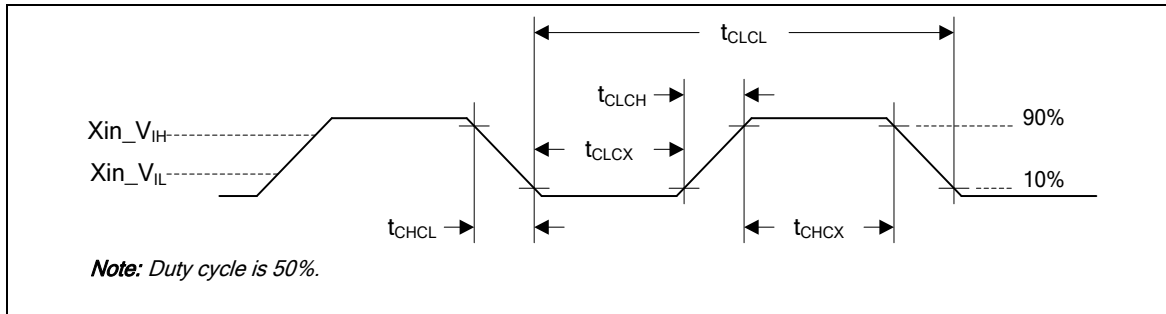 tCLCL
tCLCH
Xin_VIH
90%
tCLCX
Xin_VIL
10%
tCHCL
tCHCX
Note: Duty cycle is 50%.